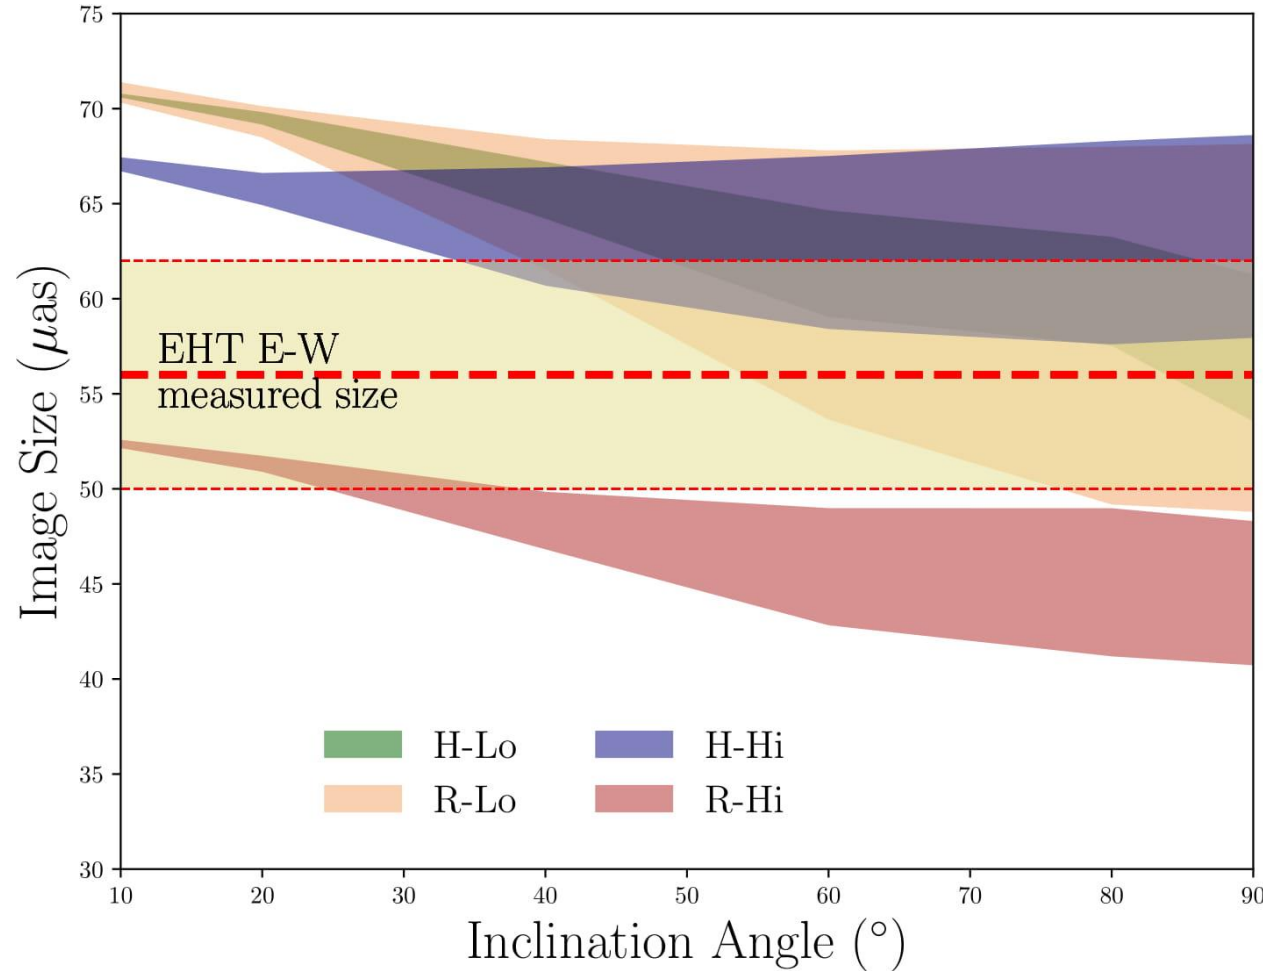 75
70
65
60
55
50
45
40
35
30
Image Size (μas)
EHT E-W
measured size
H-Lo
H-Hi
R-Lo
R-Hi
10
20
30
40
50
60
70
80
90
Inclination Angle (°)